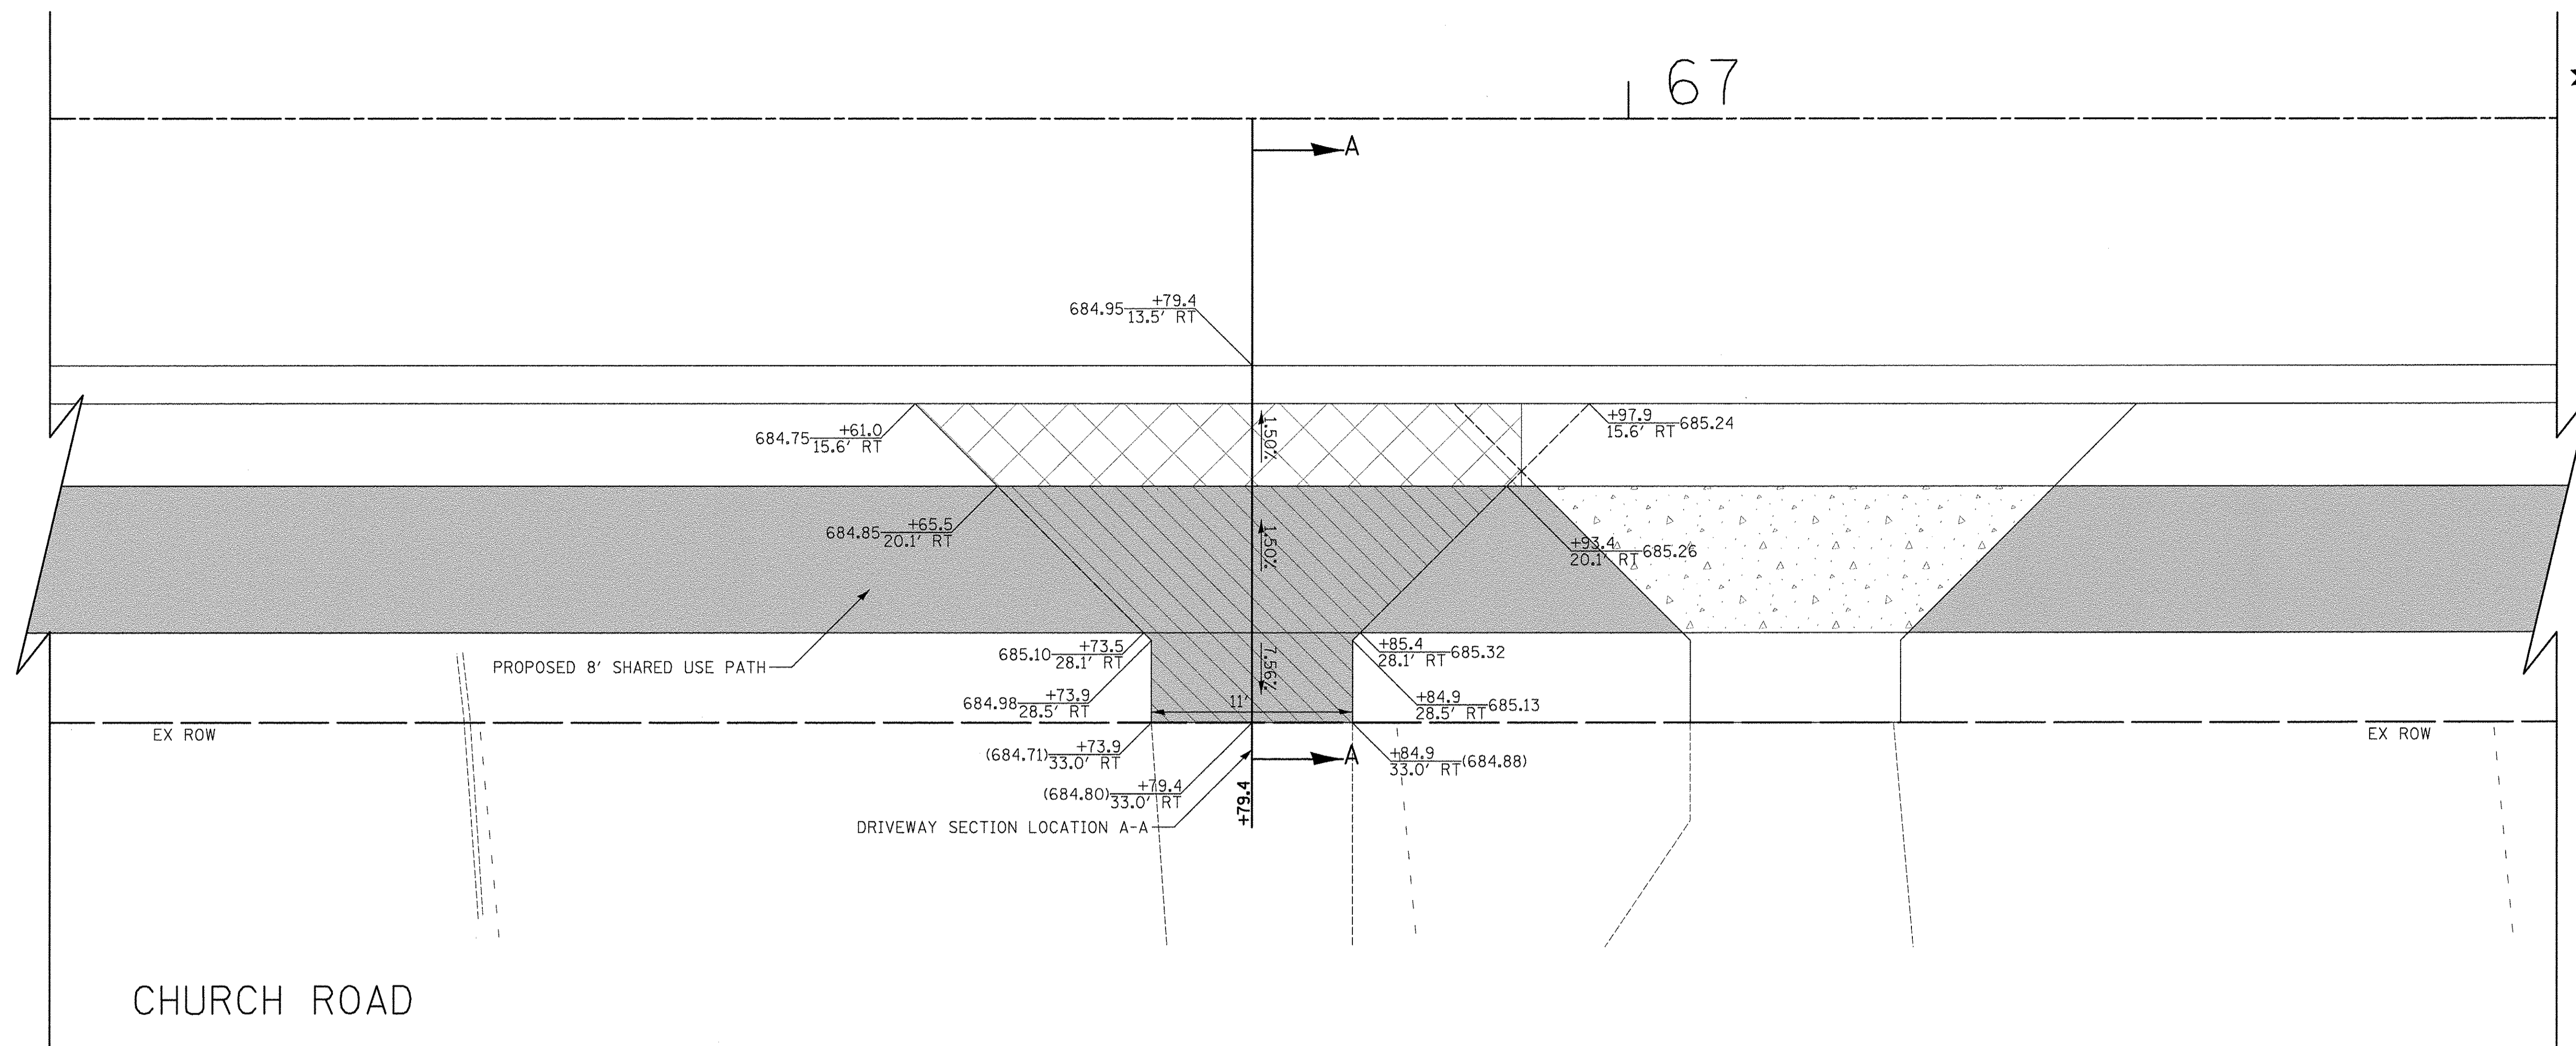 67
A
684.95 +79.4
13.5' RT
684.75 +61.0
15.6' RT
1.50%
+97.9
15.6' RT 685.24
684.85 +65.5
20.1' RT
1.50%
+93.4
20.1' RT 685.26
685.10 +73.5
28.1' RT
7.56%
+85.4
28.1' RT 685.32
PROPOSED 8' SHARED USE PATH
684.98 +73.9
28.5' RT
11'
+84.9
28.5' RT 685.13
EX ROW
EX ROW
(684.71) +73.9
33.0' RT
A
+84.9
33.0' RT (684.88)
(684.80) +79.4
33.0' RT
+79.4
DRIVEWAY SECTION LOCATION A-A
CHURCH ROAD